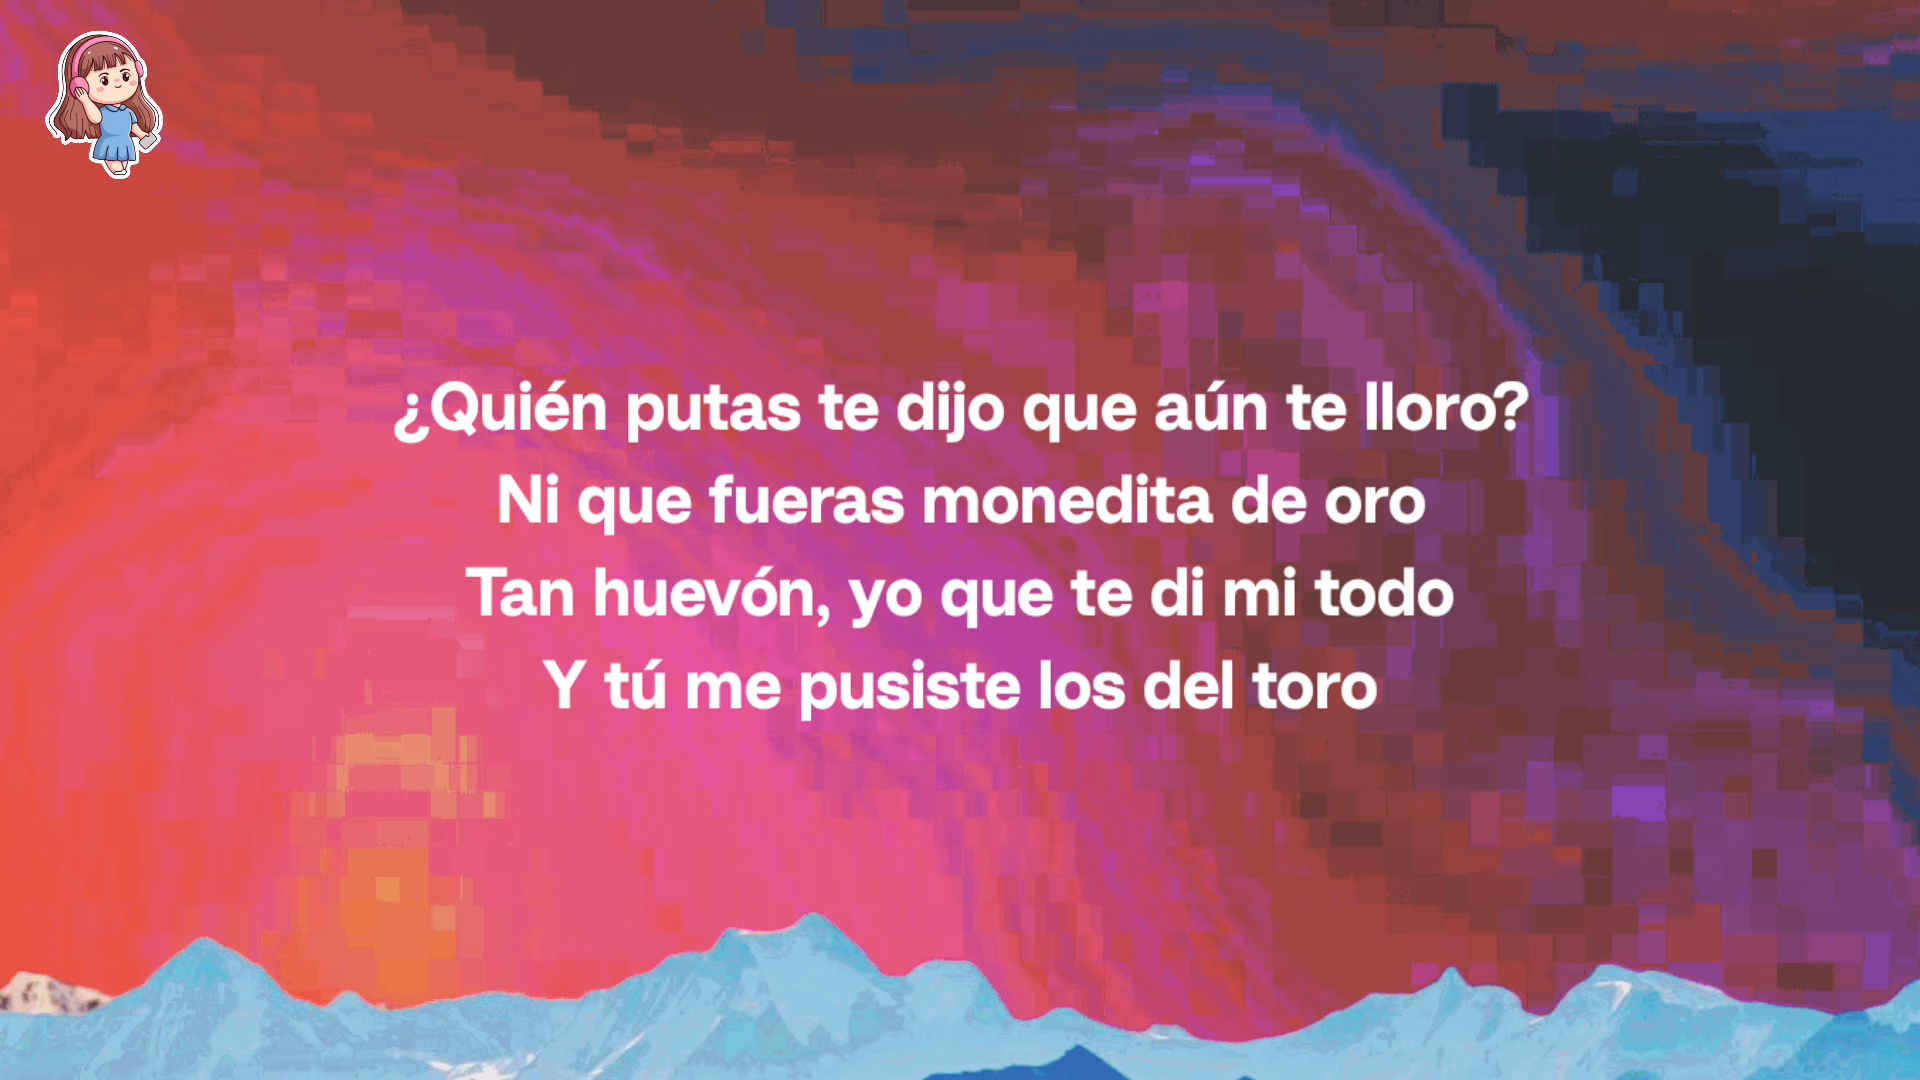 ¿Quién putas te dijo que aún te lloro?
Ni que fueras monedita de oro
Tan huevón, yo que te di mi todo
Y tú me pusiste los del toro